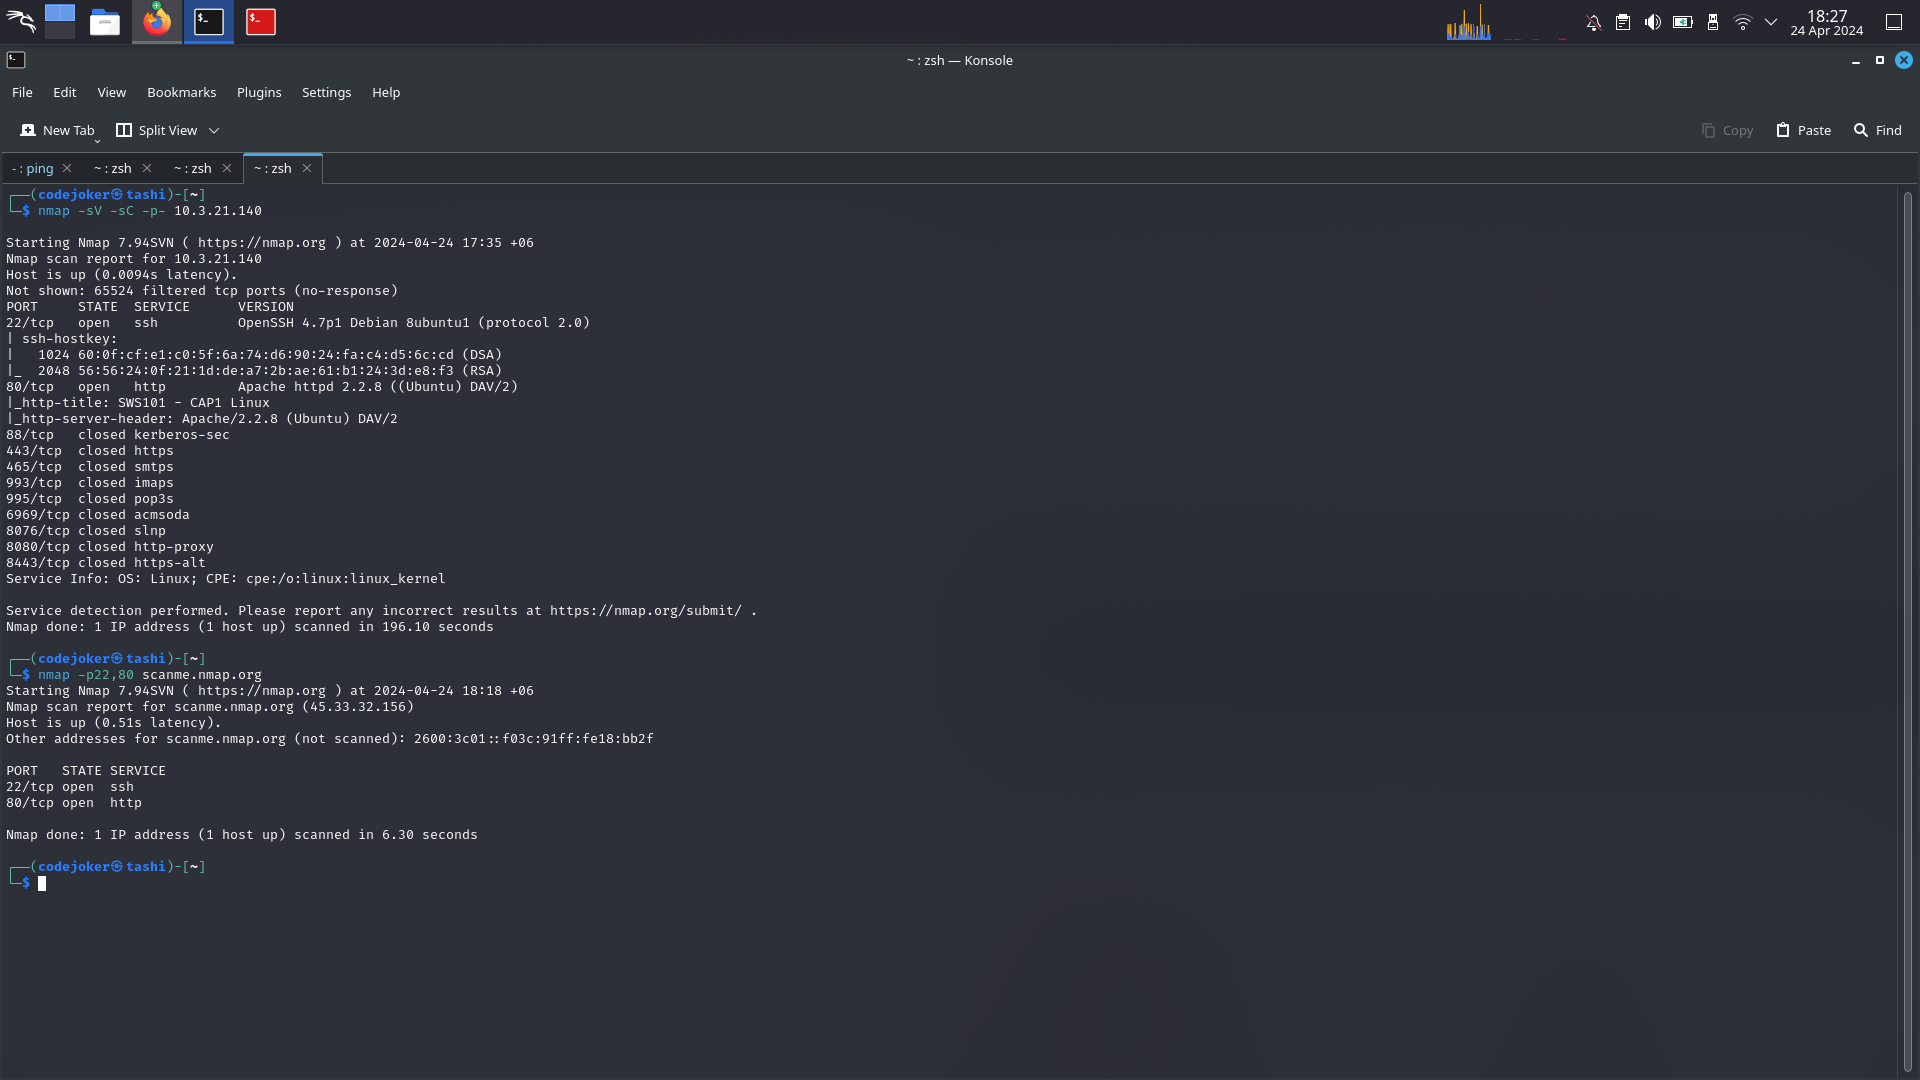 18:27
24 Apr 2024
~ : zsh — Konsole
File Edit View Bookmarks Plugins Settings Help
New Tab Split View Copy Paste Find
- : ping ~ : zsh ~ : zsh ~ : zsh
┌──(codejoker㉿tashi)-[~]
└─$ nmap -sV -sC -p- 10.3.21.140
Starting Nmap 7.94SVN ( https://nmap.org ) at 2024-04-24 17:35 +06
Nmap scan report for 10.3.21.140
Host is up (0.0094s latency).
Not shown: 65524 filtered tcp ports (no-response)
PORT     STATE  SERVICE      VERSION
22/tcp   open   ssh          OpenSSH 4.7p1 Debian 8ubuntu1 (protocol 2.0)
| ssh-hostkey:
|   1024 60:0f:cf:e1:c0:5f:6a:74:d6:90:24:fa:c4:d5:6c:cd (DSA)
|_  2048 56:56:24:0f:21:1d:de:a7:2b:ae:61:b1:24:3d:e8:f3 (RSA)
80/tcp   open   http         Apache httpd 2.2.8 ((Ubuntu) DAV/2)
|_http-title: SWS101 - CAP1 Linux
|_http-server-header: Apache/2.2.8 (Ubuntu) DAV/2
88/tcp   closed kerberos-sec
443/tcp  closed https
465/tcp  closed smtps
993/tcp  closed imaps
995/tcp  closed pop3s
6969/tcp closed acmsoda
8076/tcp closed slnp
8080/tcp closed http-proxy
8443/tcp closed https-alt
Service Info: OS: Linux; CPE: cpe:/o:linux:linux_kernel
Service detection performed. Please report any incorrect results at https://nmap.org/submit/ .
Nmap done: 1 IP address (1 host up) scanned in 196.10 seconds
┌──(codejoker㉿tashi)-[~]
└─$ nmap -p22,80 scanme.nmap.org
Starting Nmap 7.94SVN ( https://nmap.org ) at 2024-04-24 18:18 +06
Nmap scan report for scanme.nmap.org (45.33.32.156)
Host is up (0.51s latency).
Other addresses for scanme.nmap.org (not scanned): 2600:3c01::f03c:91ff:fe18:bb2f
PORT   STATE SERVICE
22/tcp open  ssh
80/tcp open  http
Nmap done: 1 IP address (1 host up) scanned in 6.30 seconds
┌──(codejoker㉿tashi)-[~]
└─$